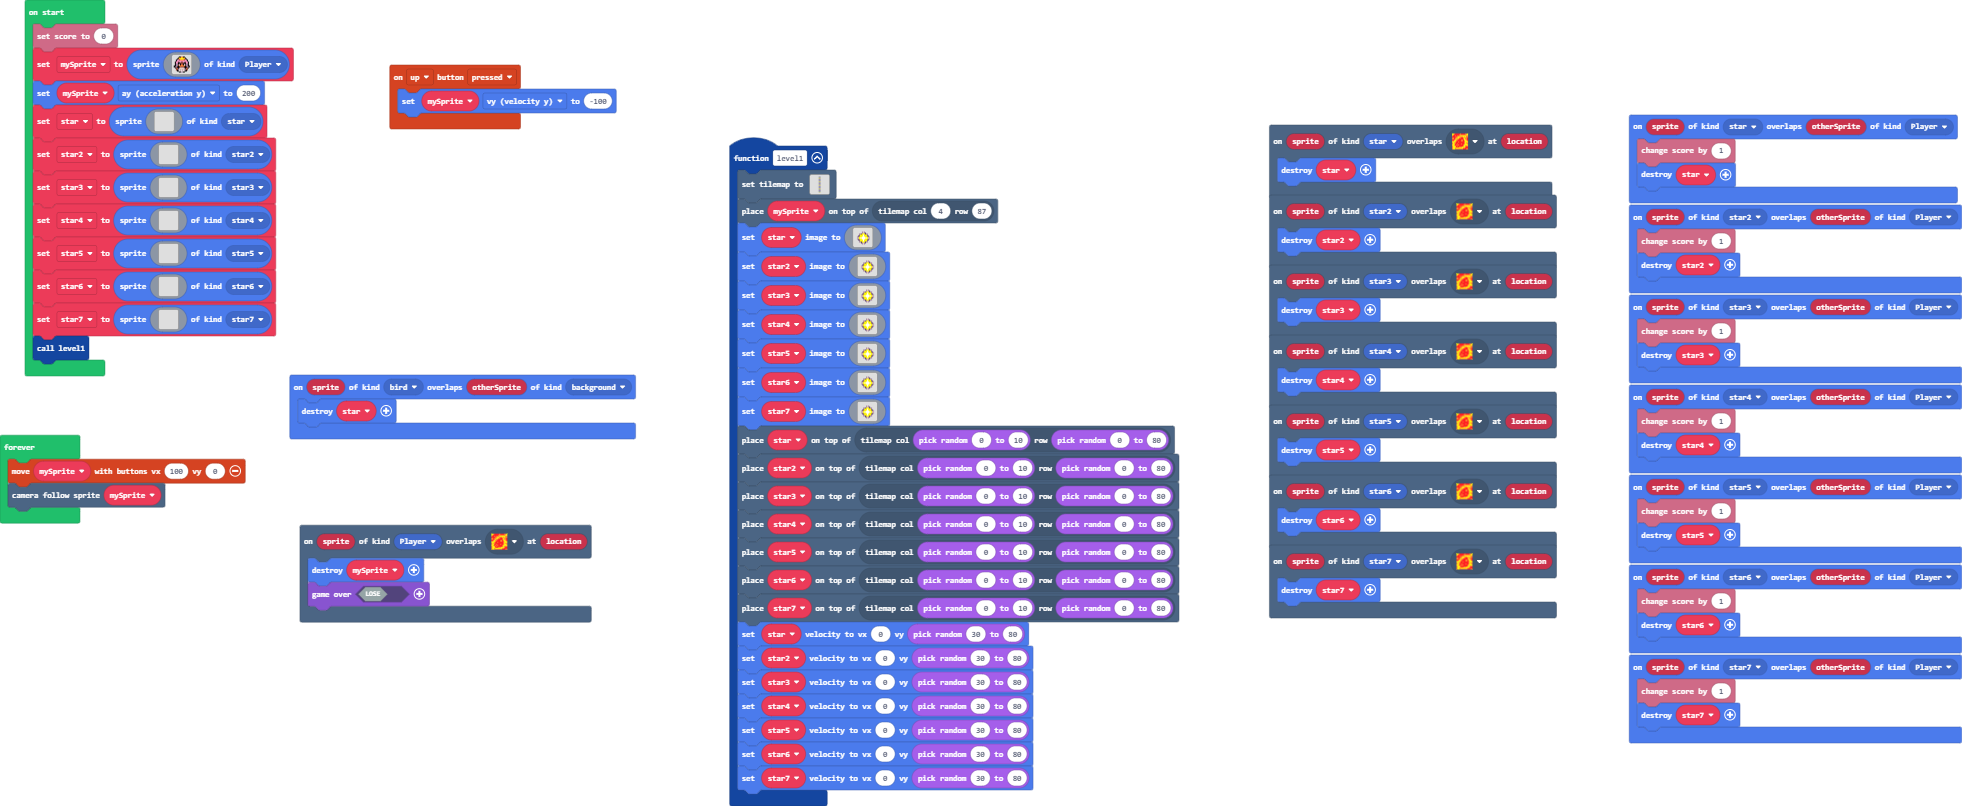 on start
set score to 0
set mySprite to sprite of kind Player
set mySprite ay (acceleration y) to 200
set star to sprite of kind star
set star2 to sprite of kind star2
set star3 to sprite of kind star3
set star4 to sprite of kind star4
set star5 to sprite of kind star5
set star6 to sprite of kind star6
set star7 to sprite of kind star7
call level1
on up button pressed
set mySprite vy (velocity y) to -100
on sprite of kind bird overlaps otherSprite of kind background
destroy star
forever
move mySprite with buttons vx 100 vy 0
camera follow sprite mySprite
on sprite of kind Player overlaps at location
destroy mySprite
game over LOSE
function level1
set tilemap to
place mySprite on top of tilemap col 4 row 87
set star image to
set star2 image to
set star3 image to
set star4 image to
set star5 image to
set star6 image to
set star7 image to
place star on top of tilemap col pick random 0 to 10 row pick random 0 to 80
place star2 on top of tilemap col pick random 0 to 10 row pick random 0 to 80
place star3 on top of tilemap col pick random 0 to 10 row pick random 0 to 80
place star4 on top of tilemap col pick random 0 to 10 row pick random 0 to 80
place star5 on top of tilemap col pick random 0 to 10 row pick random 0 to 80
place star6 on top of tilemap col pick random 0 to 10 row pick random 0 to 80
place star7 on top of tilemap col pick random 0 to 10 row pick random 0 to 80
set star velocity to vx 0 vy pick random 30 to 80
set star2 velocity to vx 0 vy pick random 30 to 80
set star3 velocity to vx 0 vy pick random 30 to 80
set star4 velocity to vx 0 vy pick random 30 to 80
set star5 velocity to vx 0 vy pick random 30 to 80
set star6 velocity to vx 0 vy pick random 30 to 80
set star7 velocity to vx 0 vy pick random 30 to 80
on sprite of kind star overlaps at location
destroy star
on sprite of kind star2 overlaps at location
destroy star2
on sprite of kind star3 overlaps at location
destroy star3
on sprite of kind star4 overlaps at location
destroy star4
on sprite of kind star5 overlaps at location
destroy star5
on sprite of kind star6 overlaps at location
destroy star6
on sprite of kind star7 overlaps at location
destroy star7
on sprite of kind star overlaps otherSprite of kind Player
change score by 1
destroy star
on sprite of kind star2 overlaps otherSprite of kind Player
change score by 1
destroy star2
on sprite of kind star3 overlaps otherSprite of kind Player
change score by 1
destroy star3
on sprite of kind star4 overlaps otherSprite of kind Player
change score by 1
destroy star4
on sprite of kind star5 overlaps otherSprite of kind Player
change score by 1
destroy star5
on sprite of kind star6 overlaps otherSprite of kind Player
change score by 1
destroy star6
on sprite of kind star7 overlaps otherSprite of kind Player
change score by 1
destroy star7